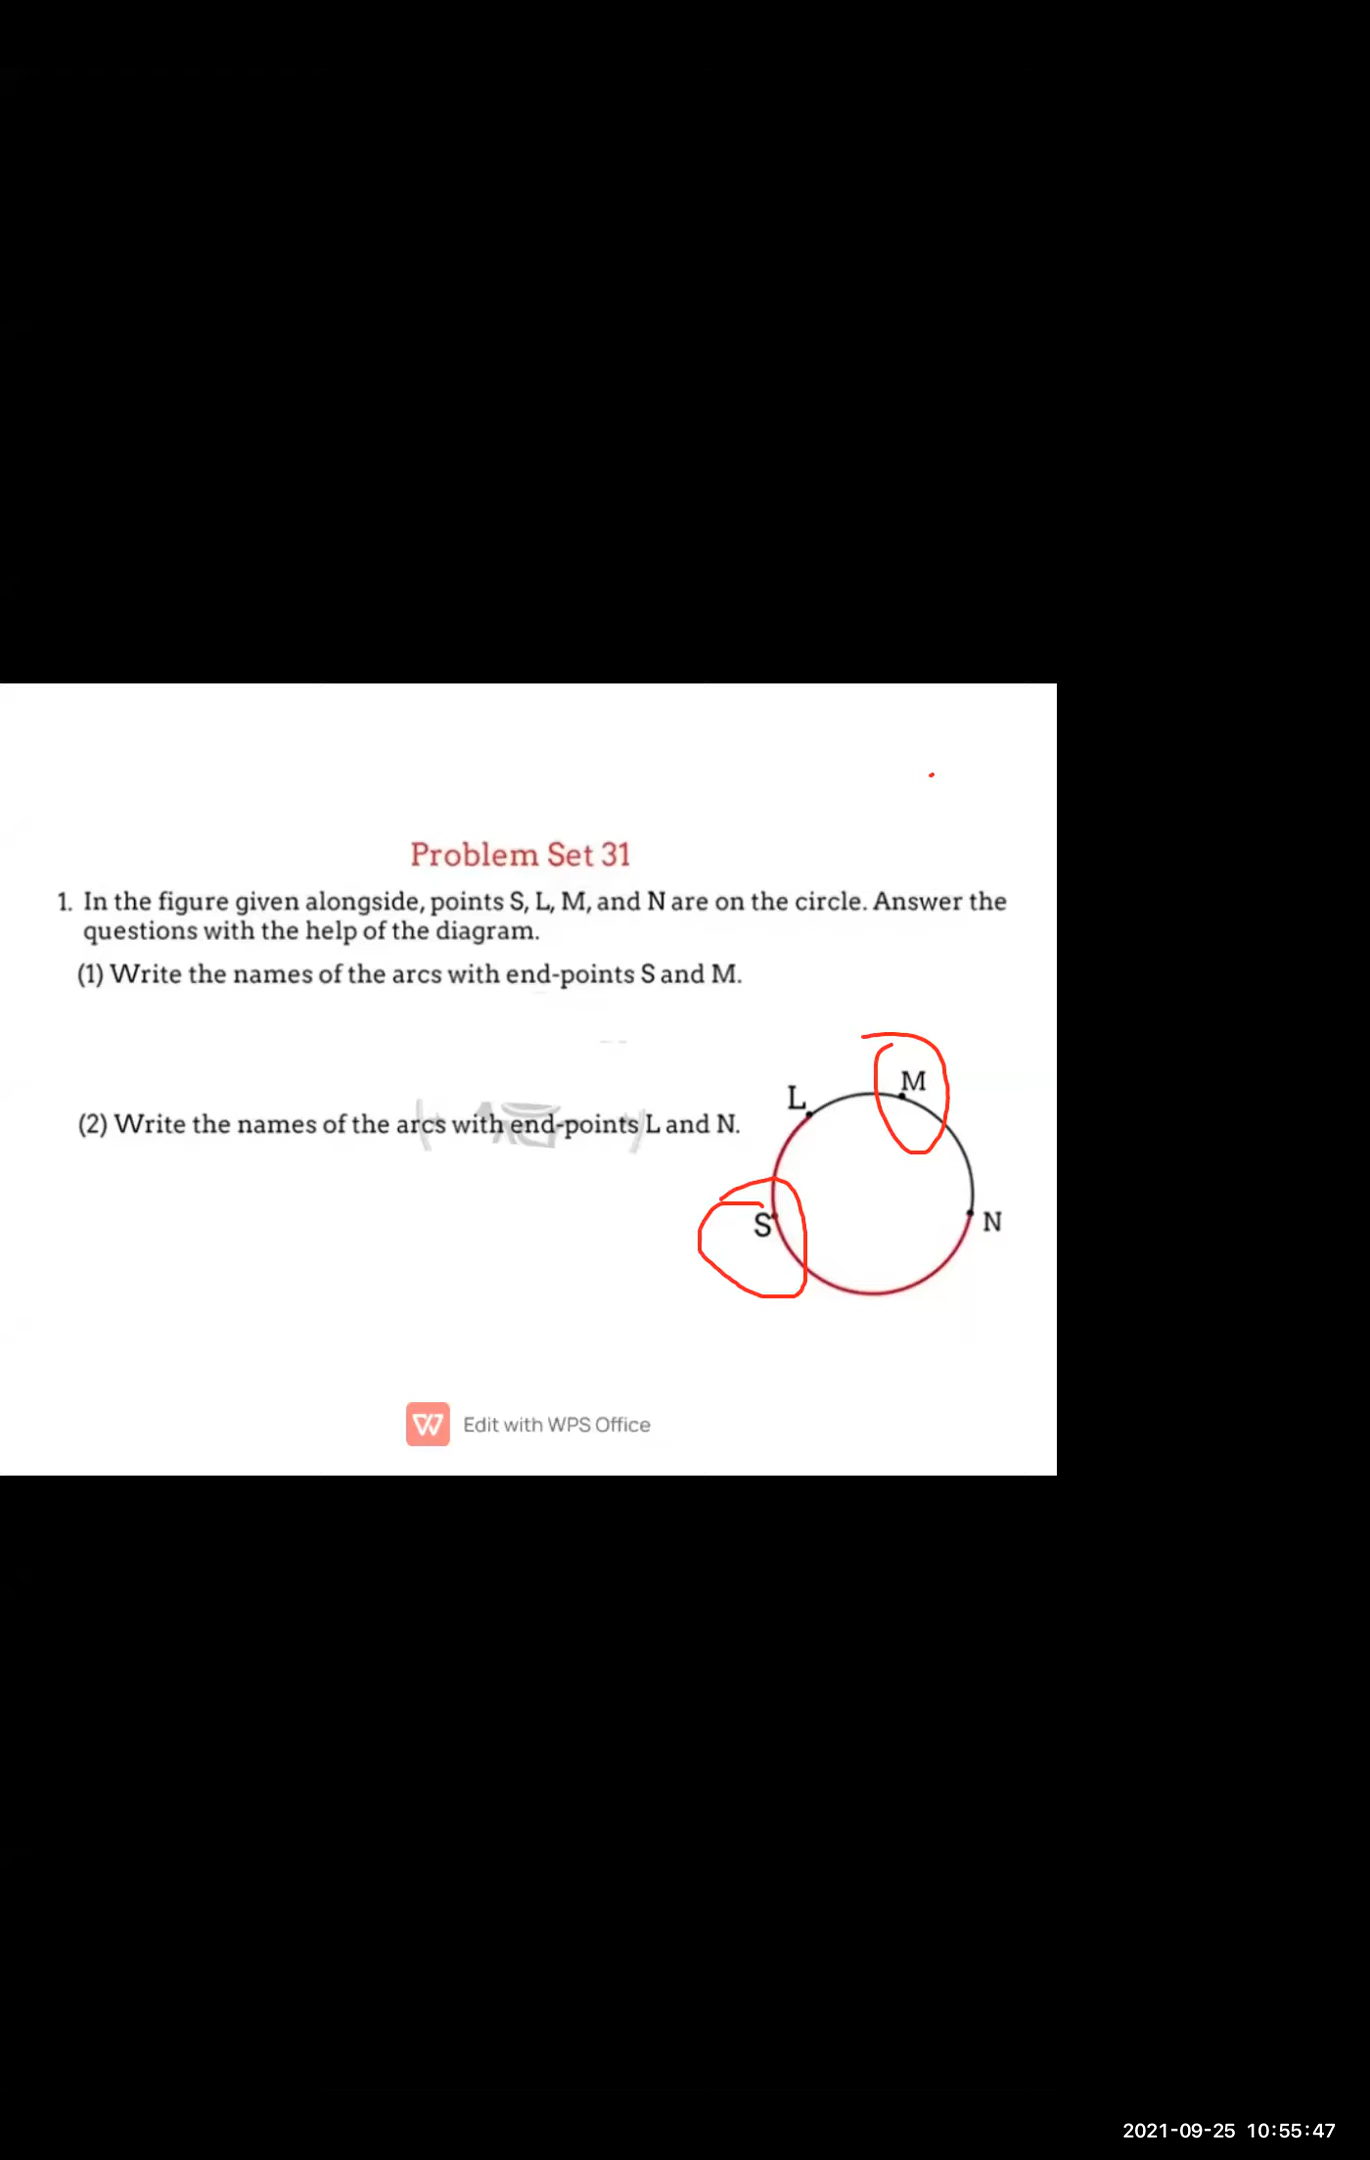 Problem Set 31
1. In the figure given alongside, points S, L, M, and N are on the circle. Answer the
questions with the help of the diagram.
(1) Write the names of the arcs with end-points S and M.
(2) Write the names of the arcs with end-points L and N.
M
L
S
N
Edit with WPS Office
2021-09-25 10:55:47